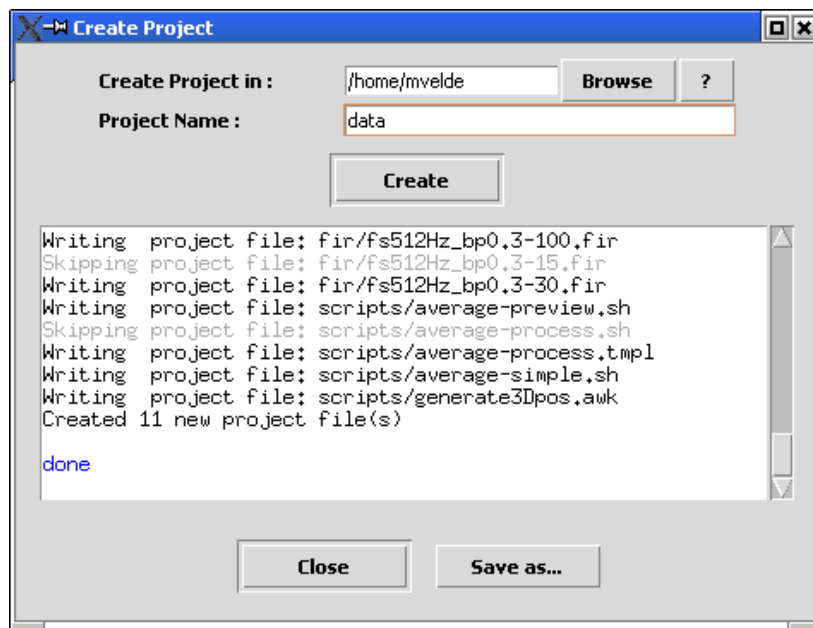 Create Project
Create Project in :
/home/mvelde
Browse
?
Project Name :
data
Create
Writing  project file: fir/fs512Hz_bp0.3-100.fir
Skipping project file: fir/fs512Hz_bp0.3-15.fir
Writing  project file: fir/fs512Hz_bp0.3-30.fir
Writing  project file: scripts/average-preview.sh
Skipping project file: scripts/average-process.sh
Writing  project file: scripts/average-process.tmpl
Writing  project file: scripts/average-simple.sh
Writing  project file: scripts/generate3Dpos.awk
Created 11 new project file(s)
done
Close
Save as...